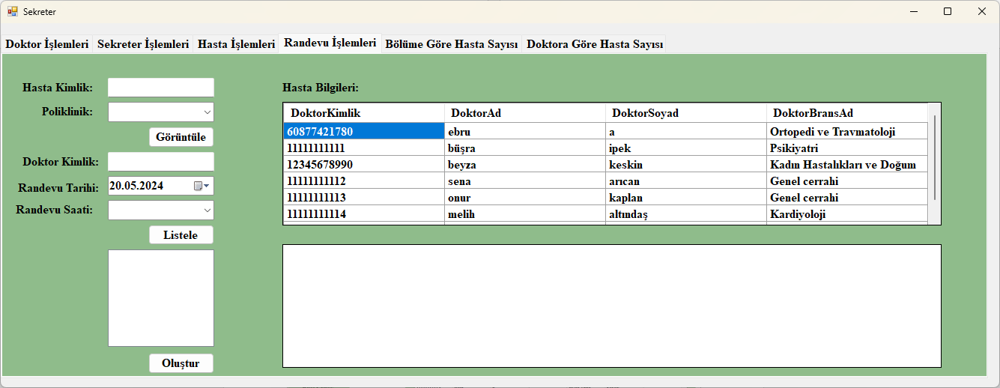 Sekreter
Doktor İşlemleri Sekreter İşlemleri Hasta İşlemleri Randevu İşlemleri Bölüme Göre Hasta Sayısı Doktora Göre Hasta Sayısı
Hasta Kimlik:
Poliklinik:
Görüntüle
Doktor Kimlik:
Randevu Tarihi: 20.05.2024
Randevu Saati:
Listele
Oluştur
Hasta Bilgileri:
DoktorKimlik DoktorAd DoktorSoyad DoktorBransAd
60877421780 ebru a Ortopedi ve Travmatoloji
11111111111 büşra ipek Psikiyatri
12345678990 beyza keskin Kadın Hastalıkları ve Doğum
11111111112 sena arıcan Genel cerrahi
11111111113 onur kaplan Genel cerrahi
11111111114 melih altındaş Kardiyoloji